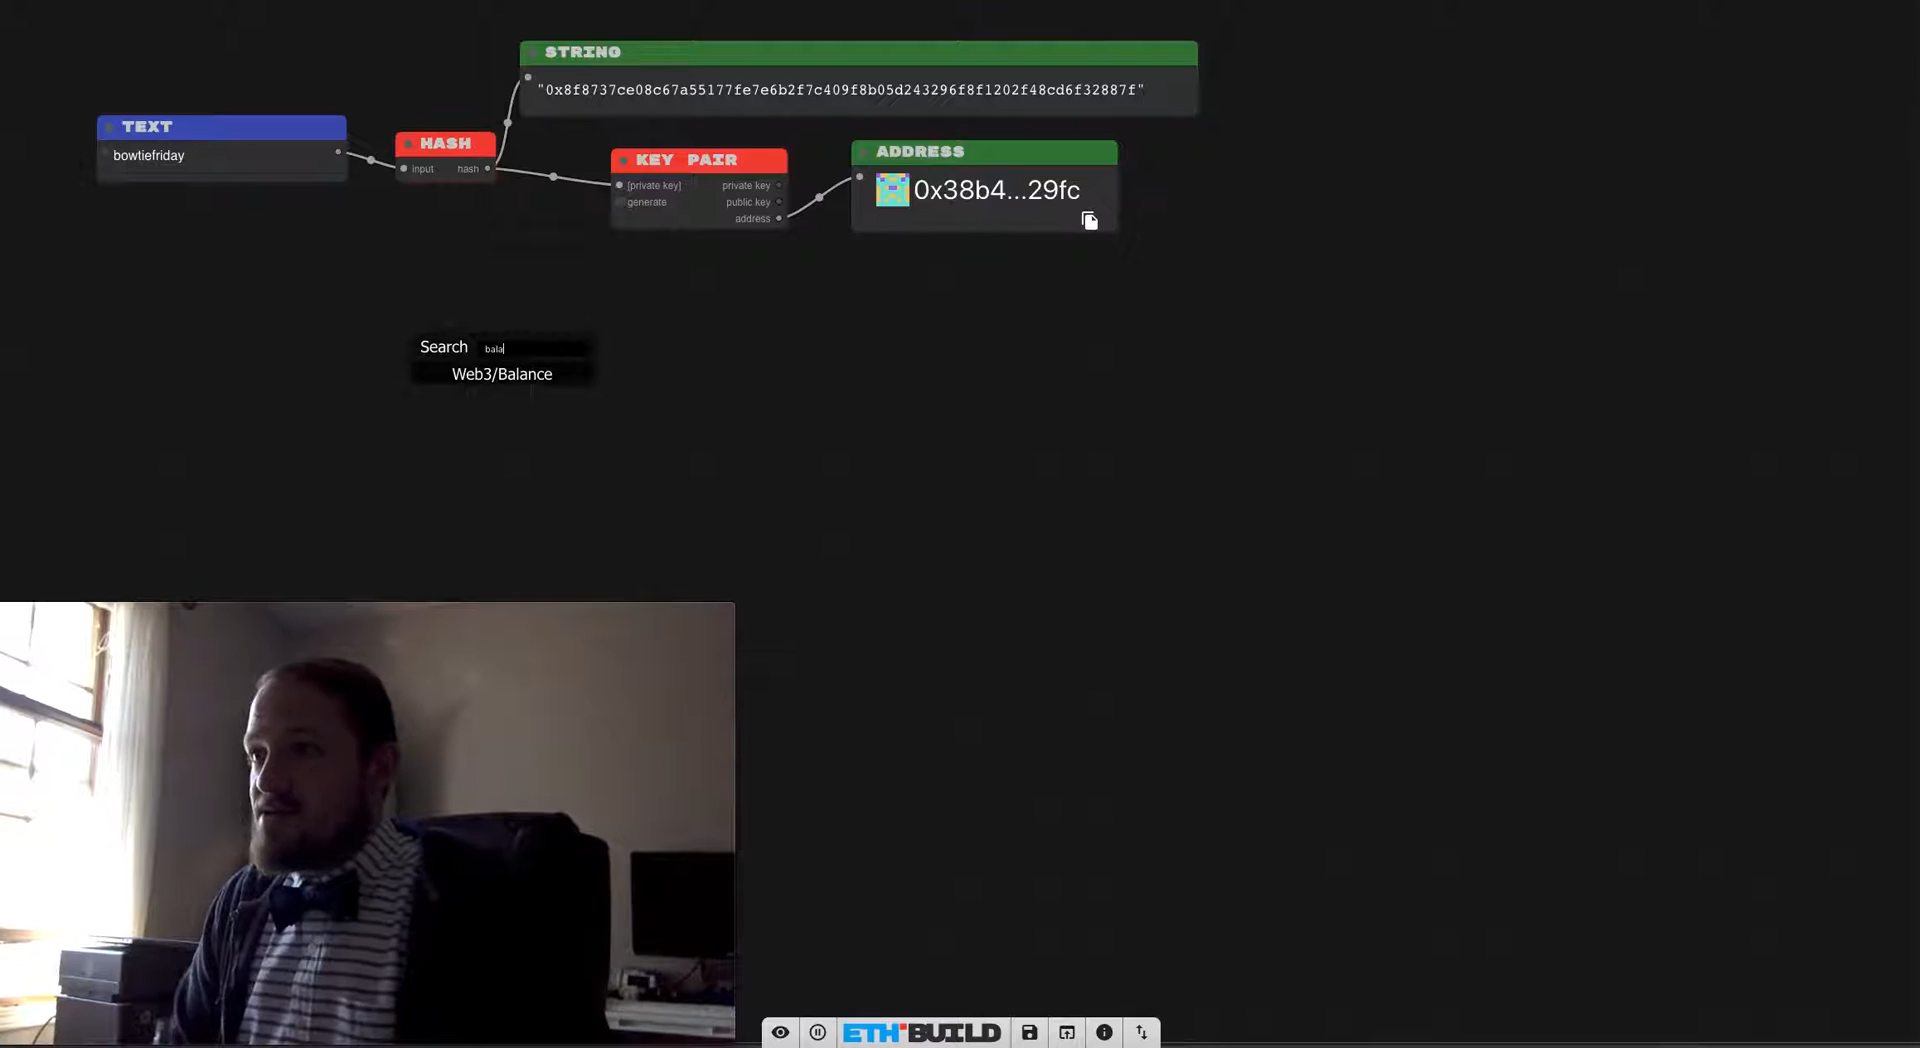 STRING
"0x8f8737ce08c67a55177fe7e6b2f7c409f8b05d243296f8f1202f48cd6f32887f"
TEXT
bowtiefriday
HASH
input hash
KEY PAIR
[private key] private key
generate public key
address
ADDRESS
0x38b4...29fc
Search bala
Web3/Balance
ETH.BUILD